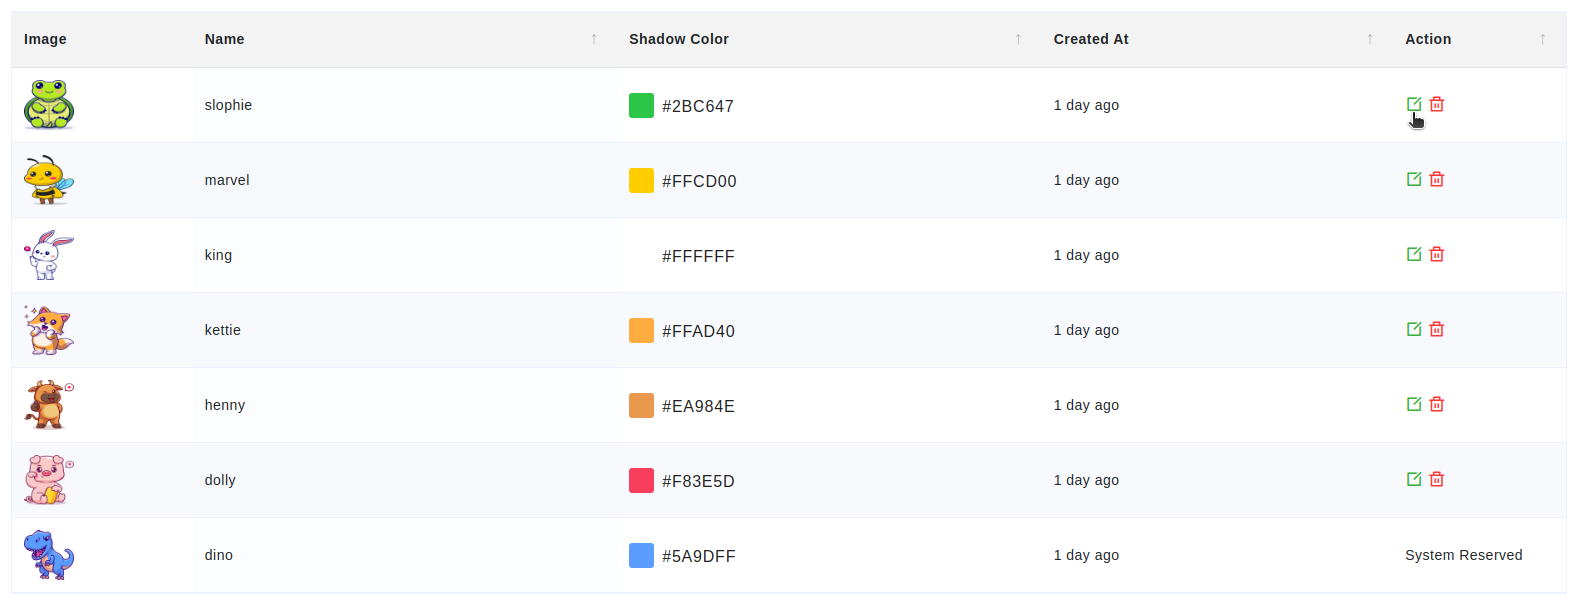 Image Name ↑ Shadow Color ↑ Created At ↑ Action ↑
slophie #2BC647 1 day ago
marvel #FFCD00 1 day ago
king #FFFFFF 1 day ago
kettie #FFAD40 1 day ago
henny #EA984E 1 day ago
dolly #F83E5D 1 day ago
dino #5A9DFF 1 day ago System Reserved